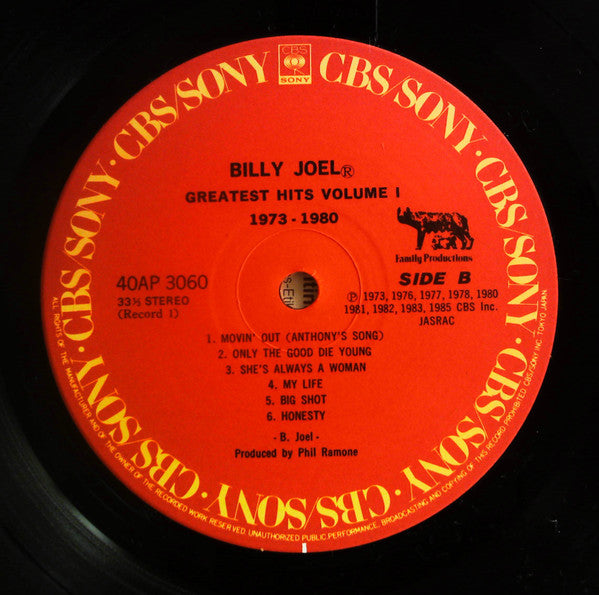 CBS
SONY
CBS/SONY · CBS/SONY · CBS/SONY · CBS/SONY · CBS/SONY · CBS/SONY ·
BILLY JOEL®
GREATEST HITS VOLUME I
1973 - 1980
Family Productions
40AP 3060
SIDE B
33⅓ STEREO
(Record 1)
Ⓟ 1973, 1976, 1977, 1978, 1980
1981, 1982, 1983, 1985 CBS Inc.
JASRAC
1. MOVIN' OUT (ANTHONY'S SONG)
2. ONLY THE GOOD DIE YOUNG
3. SHE'S ALWAYS A WOMAN
4. MY LIFE
5. BIG SHOT
6. HONESTY
- B. Joel -
Produced by Phil Ramone
ALL RIGHTS OF THE MANUFACTURER AND OF THE OWNER OF THE RECORDED WORK RESERVED. UNAUTHORIZED PUBLIC PERFORMANCE, BROADCASTING AND COPYING OF THIS RECORD PROHIBITED. CBS/SONY INC. TOKYO JAPAN